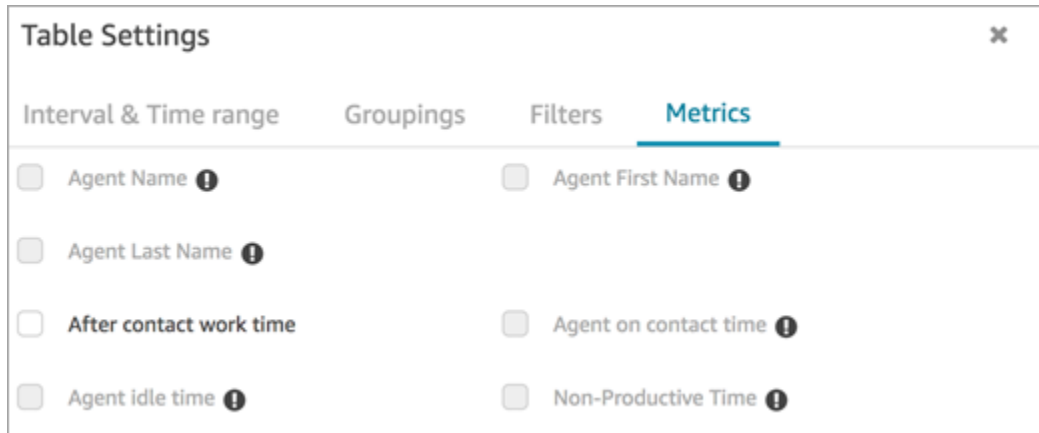 Table Settings
Interval & Time range Groupings Filters Metrics
Agent Name Agent First Name
Agent Last Name
After contact work time Agent on contact time
Agent idle time Non-Productive Time